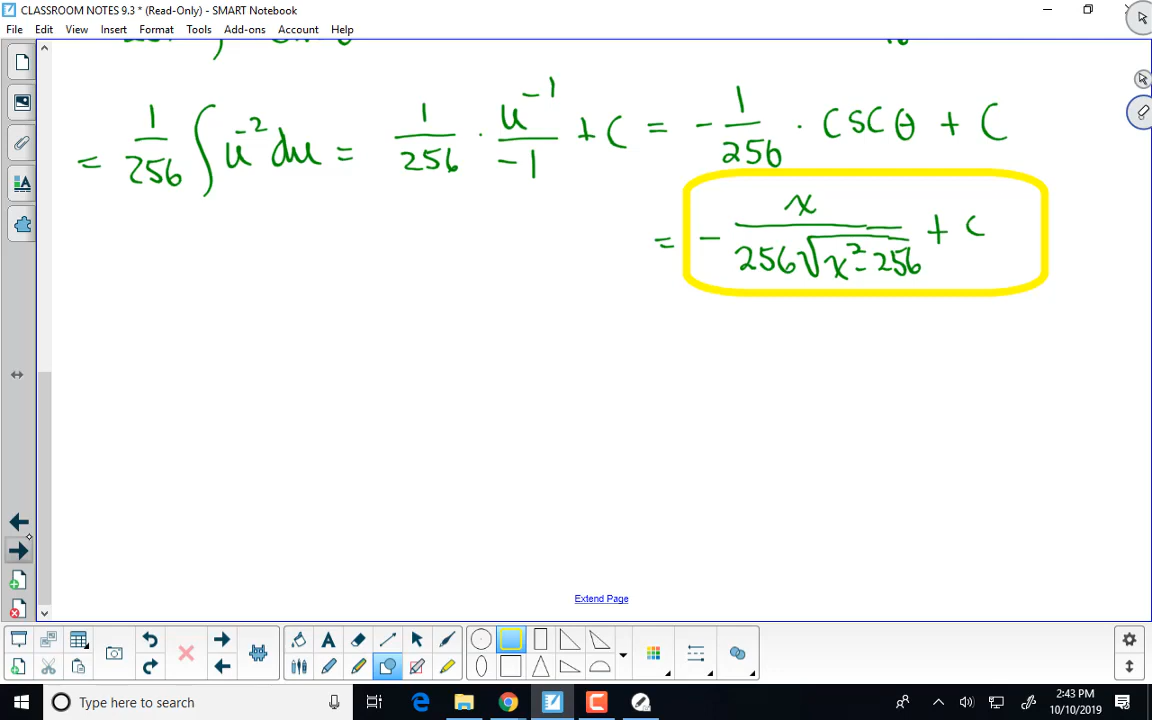 CLASSROOM NOTES 9.3 * (Read-Only) - SMART Notebook
File Edit View Insert Format Tools Add-ons Account Help
= 1/256 ∫ u^-2 du = 1/256 · u^-1/-1 + C = - 1/256 · CSC θ + C
= - x/(256√(x^2-256)) + C
Extend Page
Type here to search
2:43 PM
10/10/2019